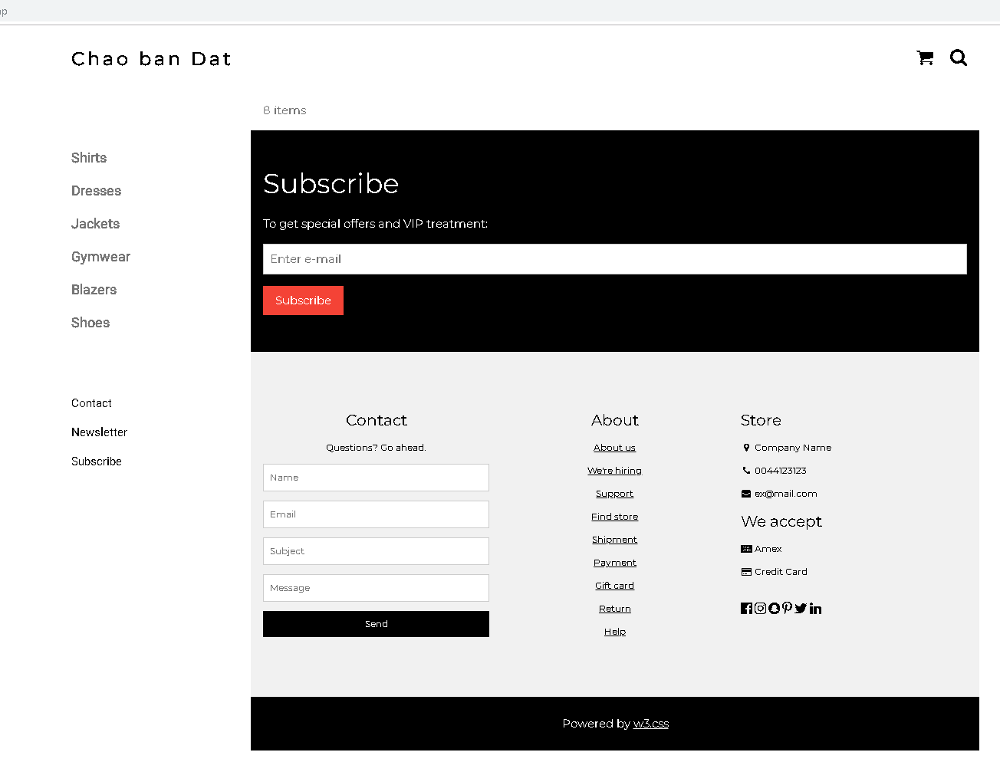 Chao ban Dat
8 items
Shirts
Dresses
Jackets
Gymwear
Blazers
Shoes
Contact
Newsletter
Subscribe
Subscribe
To get special offers and VIP treatment:
Enter e-mail
Subscribe
Contact
Questions? Go ahead.
Name
Email
Subject
Message
Send
About
About us
We're hiring
Support
Find store
Shipment
Payment
Gift card
Return
Help
Store
Company Name
0044123123
ex@mail.com
We accept
Amex
Credit Card
Powered by w3.css